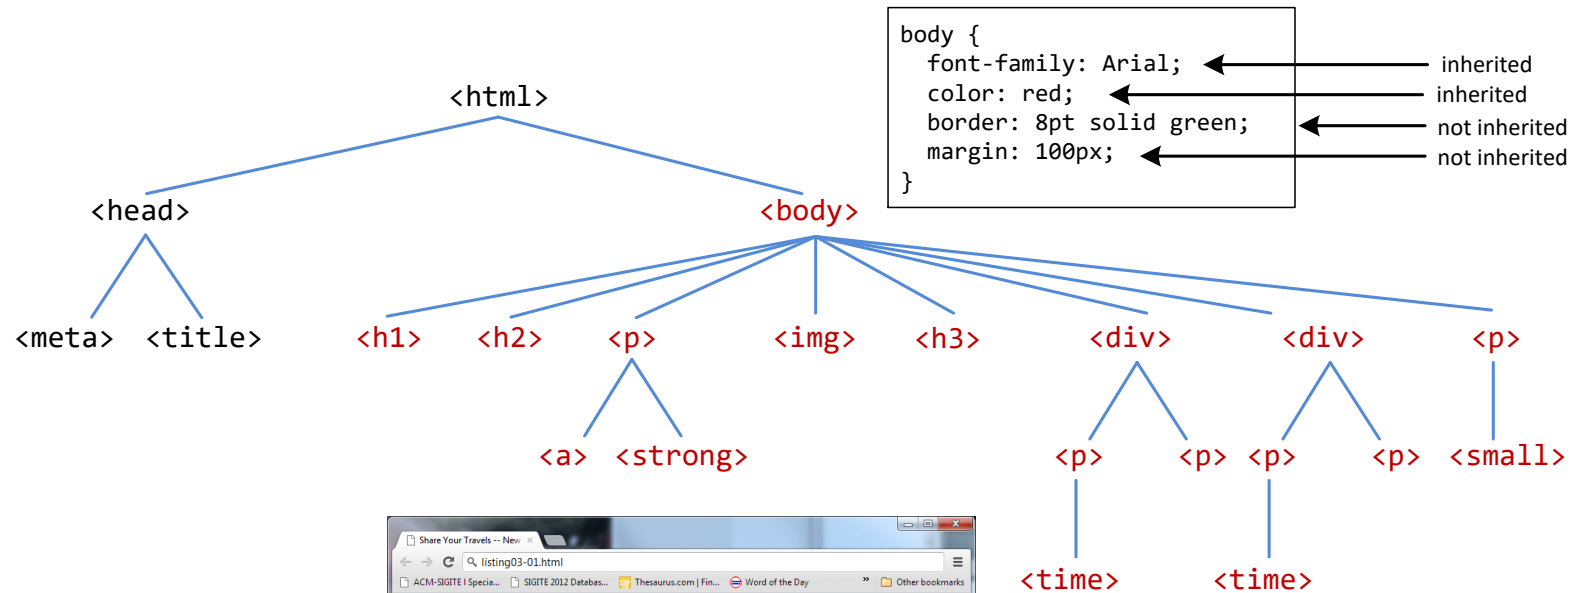 body {
font-family: Arial; inherited
color: red; inherited
border: 8pt solid green; not inherited
margin: 100px; not inherited
}
<html>
<head> <body>
<meta> <title> <h1> <h2> <p> <img> <h3> <div> <div> <p>
<a> <strong> <p> <p> <p> <p> <small>
<time> <time>
Share Your Travels -- New
listing03-01.html
ACM-SIGITE I Specia... SIGITE 2012 Databas... Thesaurus.com | Fin... Word of the Day » Other bookmarks